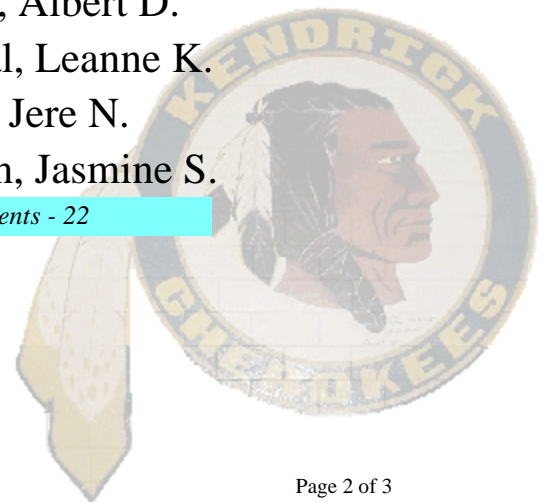 , Albert D.
l, Leanne K.
Jere N.
n, Jasmine S.
ents - 22
KENDRICK
CHEROKEES
Page 2 of 3